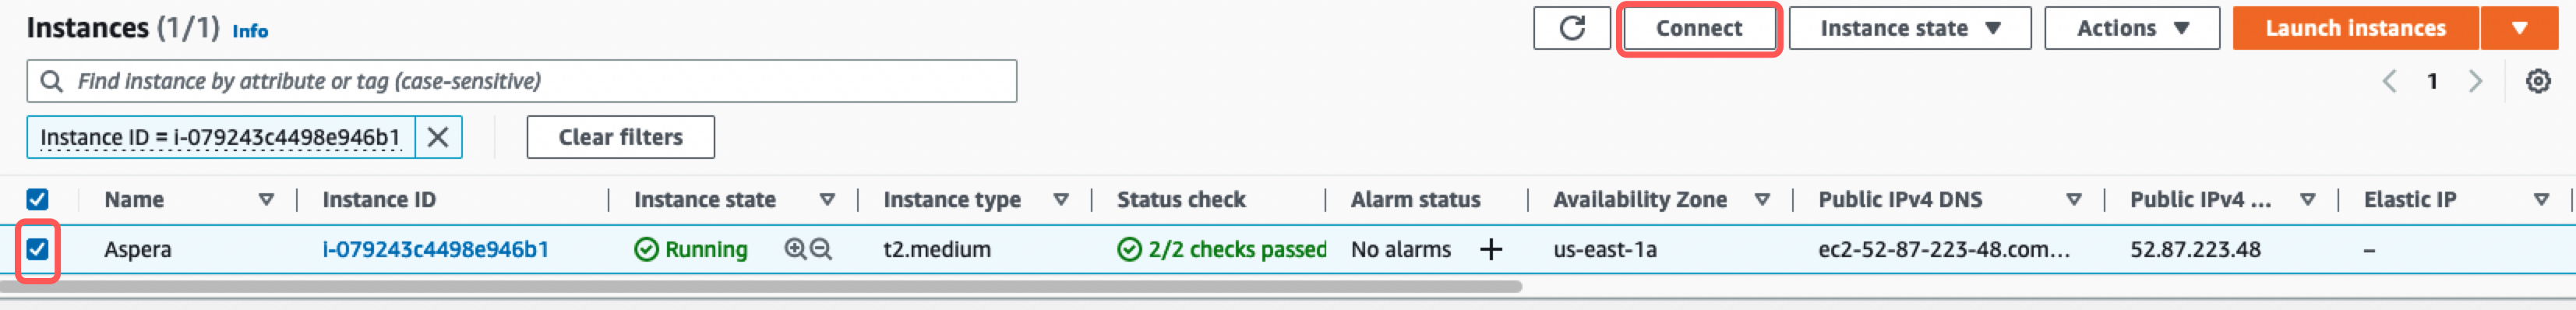 Instances (1/1) Info Connect Instance state Actions Launch instances
Find instance by attribute or tag (case-sensitive) 1
Instance ID = i-079243c4498e946b1 Clear filters
Name Instance ID Instance state Instance type Status check Alarm status Availability Zone Public IPv4 DNS Public IPv4 ... Elastic IP
Aspera i-079243c4498e946b1 Running t2.medium 2/2 checks passed No alarms + us-east-1a ec2-52-87-223-48.com... 52.87.223.48 –